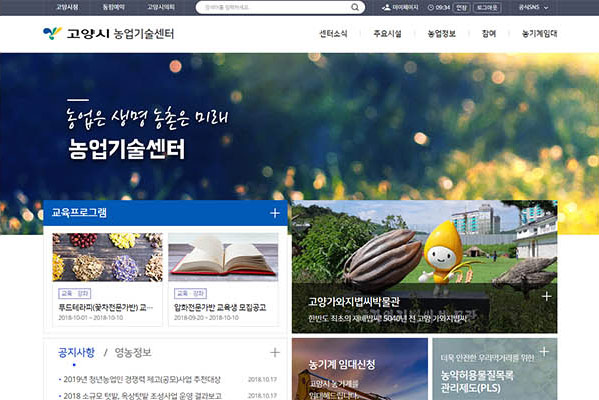 고양시청 통합예약 고양시의회 검색어를 입력하세요. 마이페이지 09:34 연장 로그아웃 공식SNS
고양시 농업기술센터 센터소식 주요시설 농업정보 참여 농기계임대
농업은 생명 농촌은 미래
농업기술센터
교육프로그램 +
교육 강좌
푸드테라피(꽃차전문가반) 교...
2018-10-01 ~ 2018-10-10
교육 강좌
압화전문가반 교육생 모집공고
2018-09-20 ~ 2018-10-10
고양가와지볍씨박물관 +
한반도 최초의 재배볍씨! 5040년 전 고양 가와지볍씨
공지사항 / 영농정보 +
• 2019년 청년농업인 경쟁력 제고(공모)사업 추천대상 2018.10.17
• 2018 소규모 텃밭, 옥상텃밭 조성사업 운영 결과보고 2018.10.17
농기계 임대신청
고양시 농기계를
임대해드립니다.
더욱 안전한 우리먹거리를 위한! +
농약허용물질목록
관리제도(PLS)